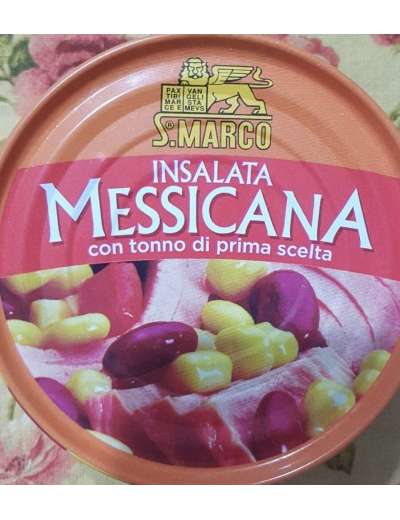 PAX VAN
TIBI GELI
MAR STA
CE E MEVS
S.MARCO®
INSALATA
MESSICANA
con tonno di prima scelta